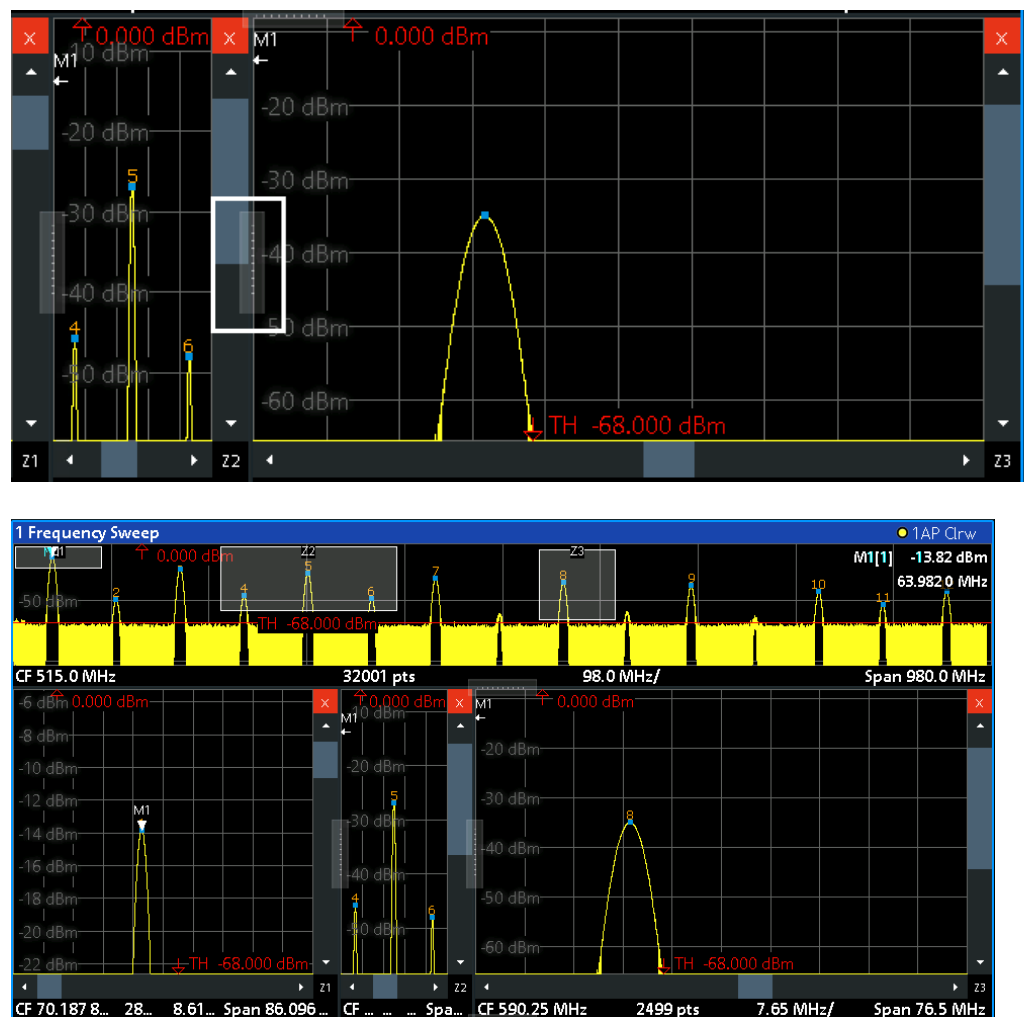 X 0.000 dBm X M1 0.000 dBm X
M1
-10 dBm
-20 dBm -20 dBm
5
-30 dBm -30 dBm
-40 dBm -40 dBm
4 6
-50 dBm
-60 dBm
TH -68.000 dBm
Z1 Z2 Z3
1 Frequency Sweep 1AP Clrw
0.000 dBm Z2 Z3 M1[1] -13.82 dBm
63.9820 MHz
-50 dBm 2 4 5 6 7 8 9 10 11
TH -68.000 dBm
CF 515.0 MHz 32001 pts 98.0 MHz/ Span 980.0 MHz
-6 dBm 0.000 dBm X 0.000 dBm X M1 0.000 dBm X
M1 -10 dBm
-8 dBm
-10 dBm -20 dBm -20 dBm
-12 dBm 5 -30 dBm
M1 8
-14 dBm -30 dBm
-16 dBm -40 dBm -40 dBm
-18 dBm 4 6 -50 dBm
-20 dBm
-22 dBm TH -68.000 dBm -60 dBm TH -68.000 dBm
Z1 Z2 Z3
CF 70.187 8... 28... 8.61... Span 86.096 ... CF ... ... ... Spa... CF 590.25 MHz 2499 pts 7.65 MHz/ Span 76.5 MHz